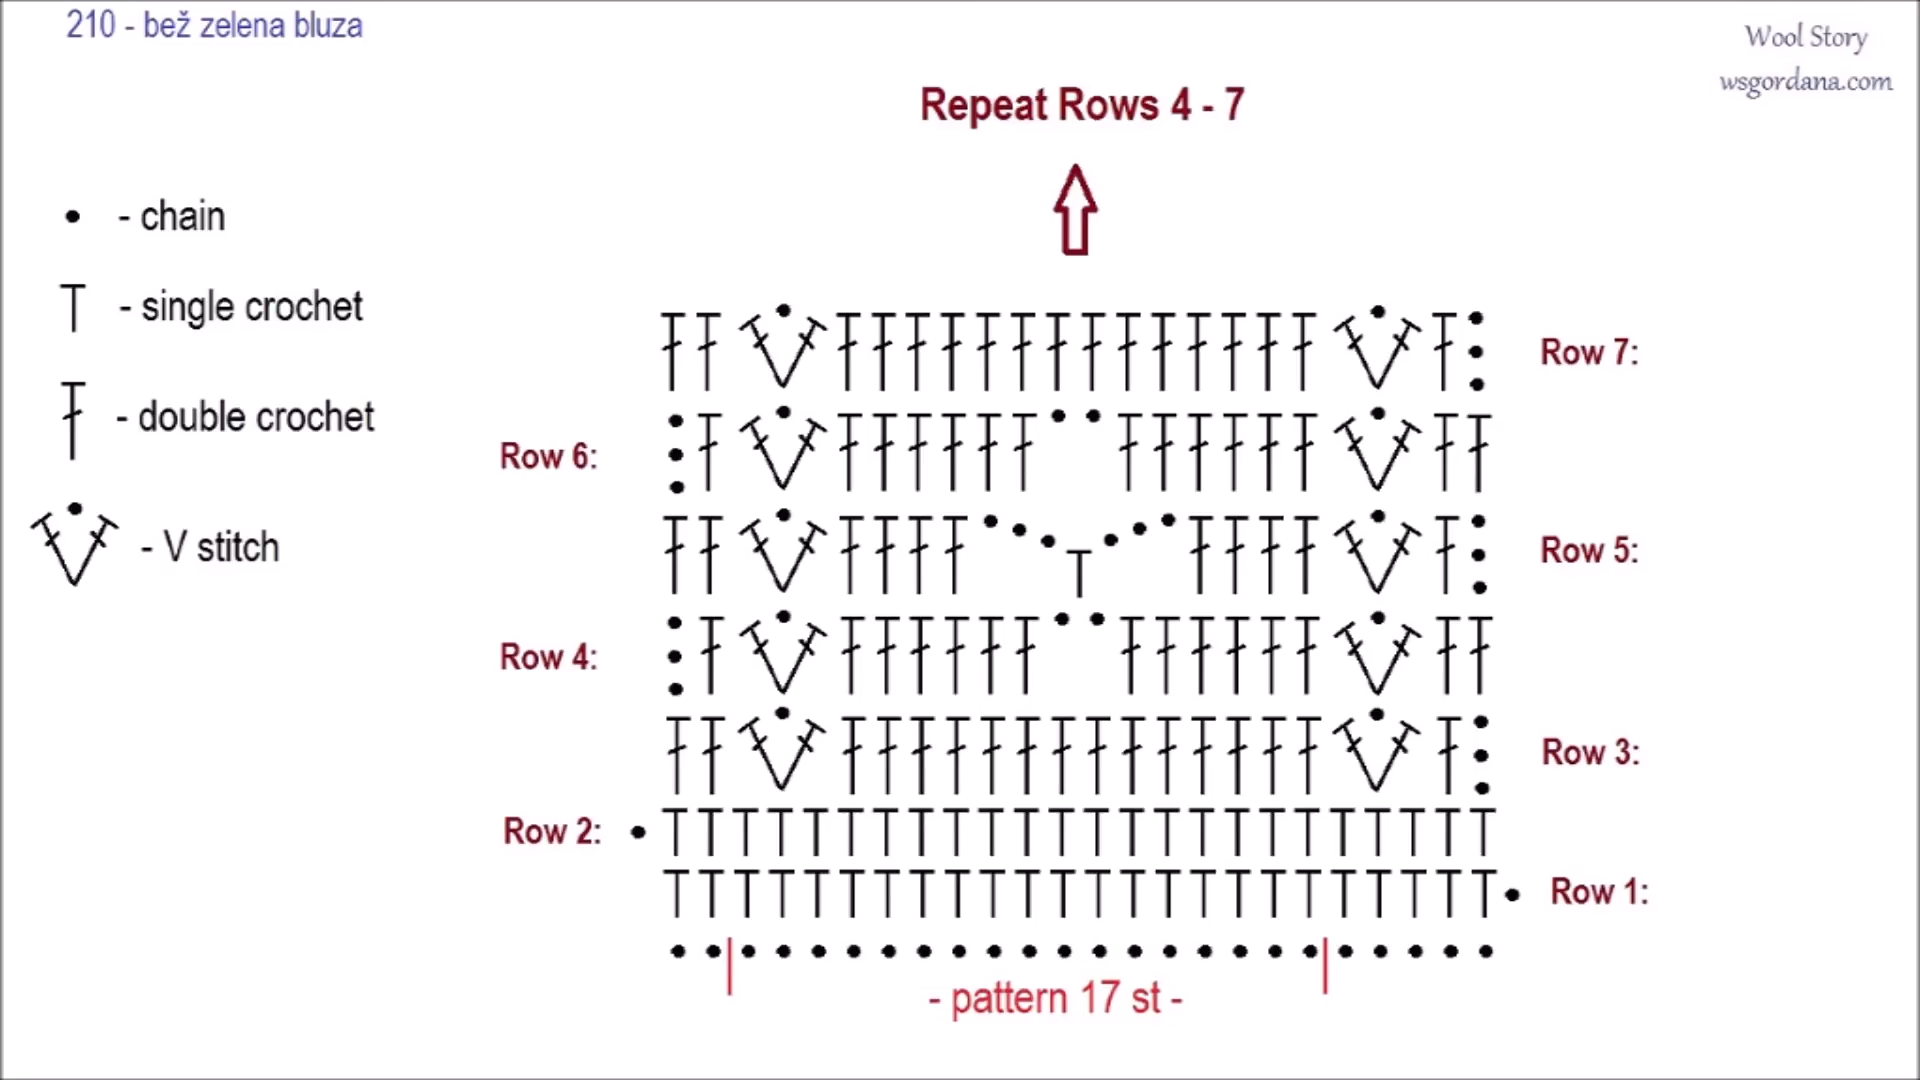 210 - bež zelena bluza
Wool Story
wsgordana.com
Repeat Rows 4 - 7
- chain
- single crochet
- double crochet
- V stitch
Row 7:
Row 6:
Row 5:
Row 4:
Row 3:
Row 2:
Row 1:
- pattern 17 st -